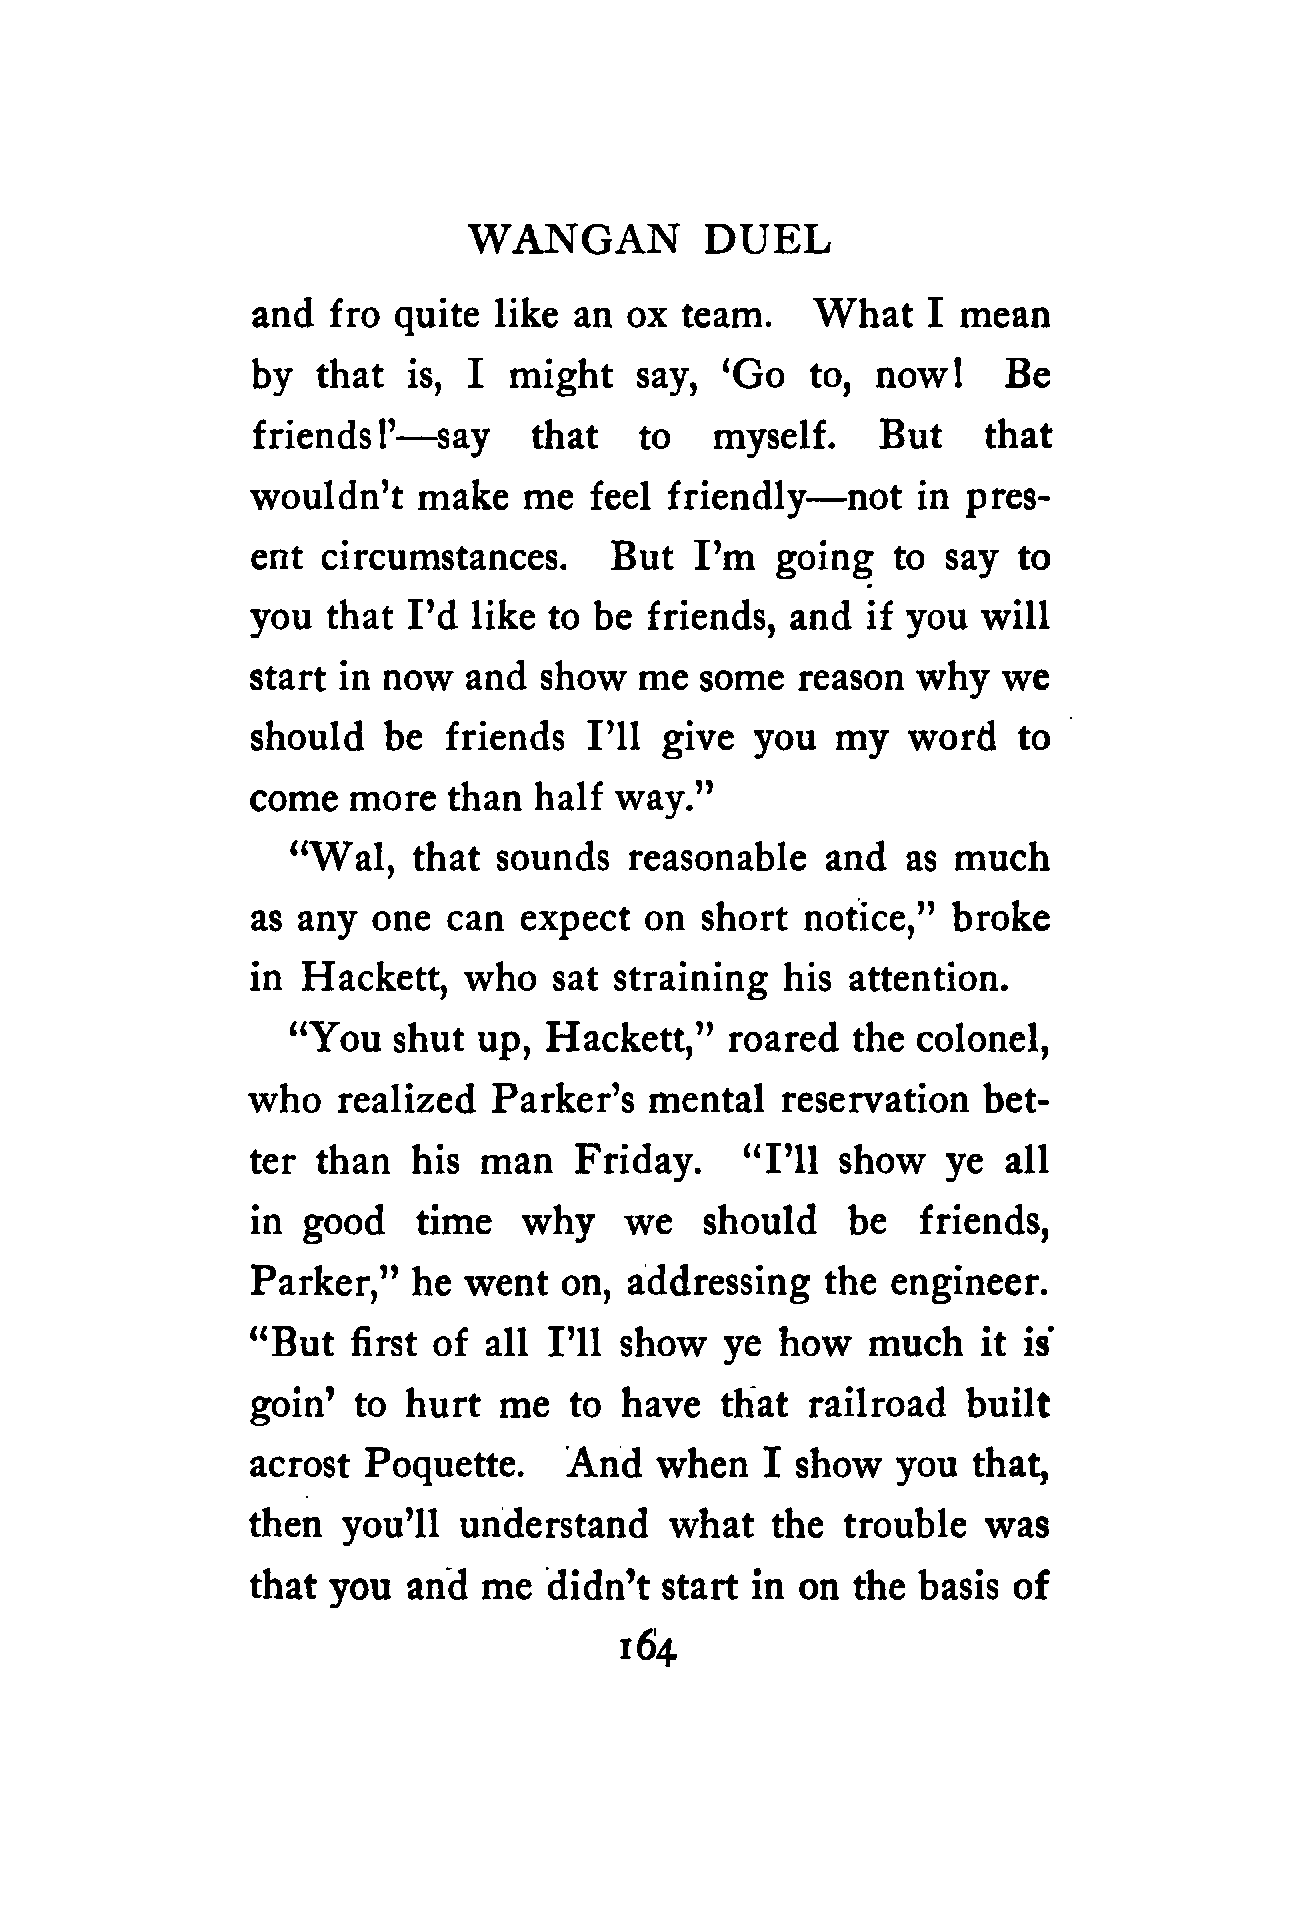 WANGAN DUEL
and fro quite like an ox team. What I mean
by that is, I might say, ‘Go to, now! Be
friends!’—say that to myself. But that
wouldn’t make me feel friendly—not in pres-
ent circumstances. But I’m going to say to
you that I’d like to be friends, and if you will
start in now and show me some reason why we
should be friends I’ll give you my word to
come more than half way.”
“Wal, that sounds reasonable and as much
as any one can expect on short notice,” broke
in Hackett, who sat straining his attention.
“You shut up, Hackett,” roared the colonel,
who realized Parker’s mental reservation bet-
ter than his man Friday. “I’ll show ye all
in good time why we should be friends,
Parker,” he went on, addressing the engineer.
“But first of all I’ll show ye how much it is
goin’ to hurt me to have that railroad built
acrost Poquette. And when I show you that,
then you’ll understand what the trouble was
that you and me didn’t start in on the basis of
164